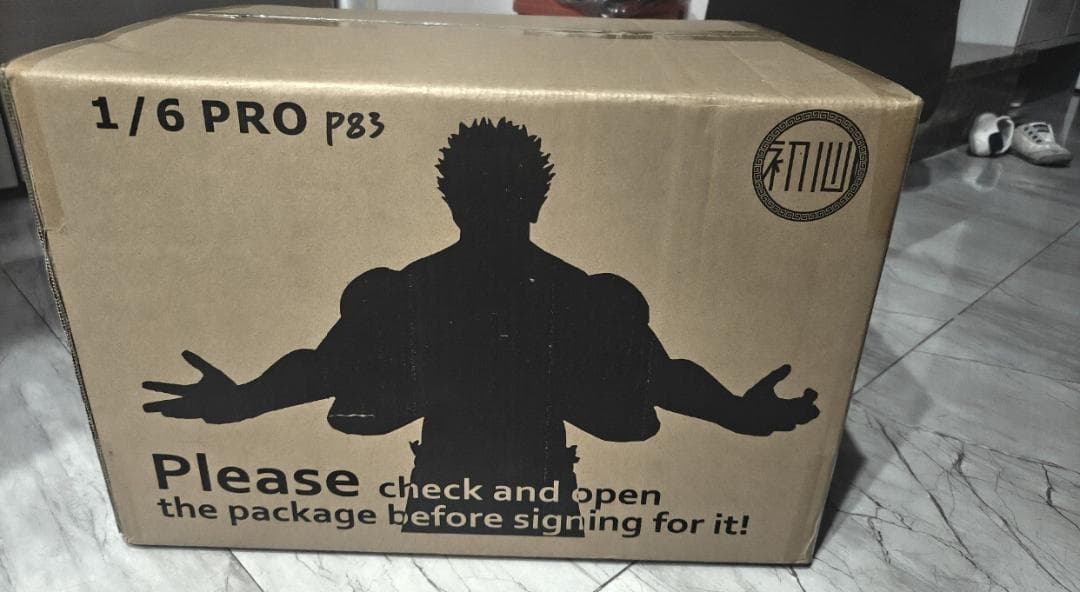 1/6 PRO P83
初心
Please check and open
the package before signing for it!